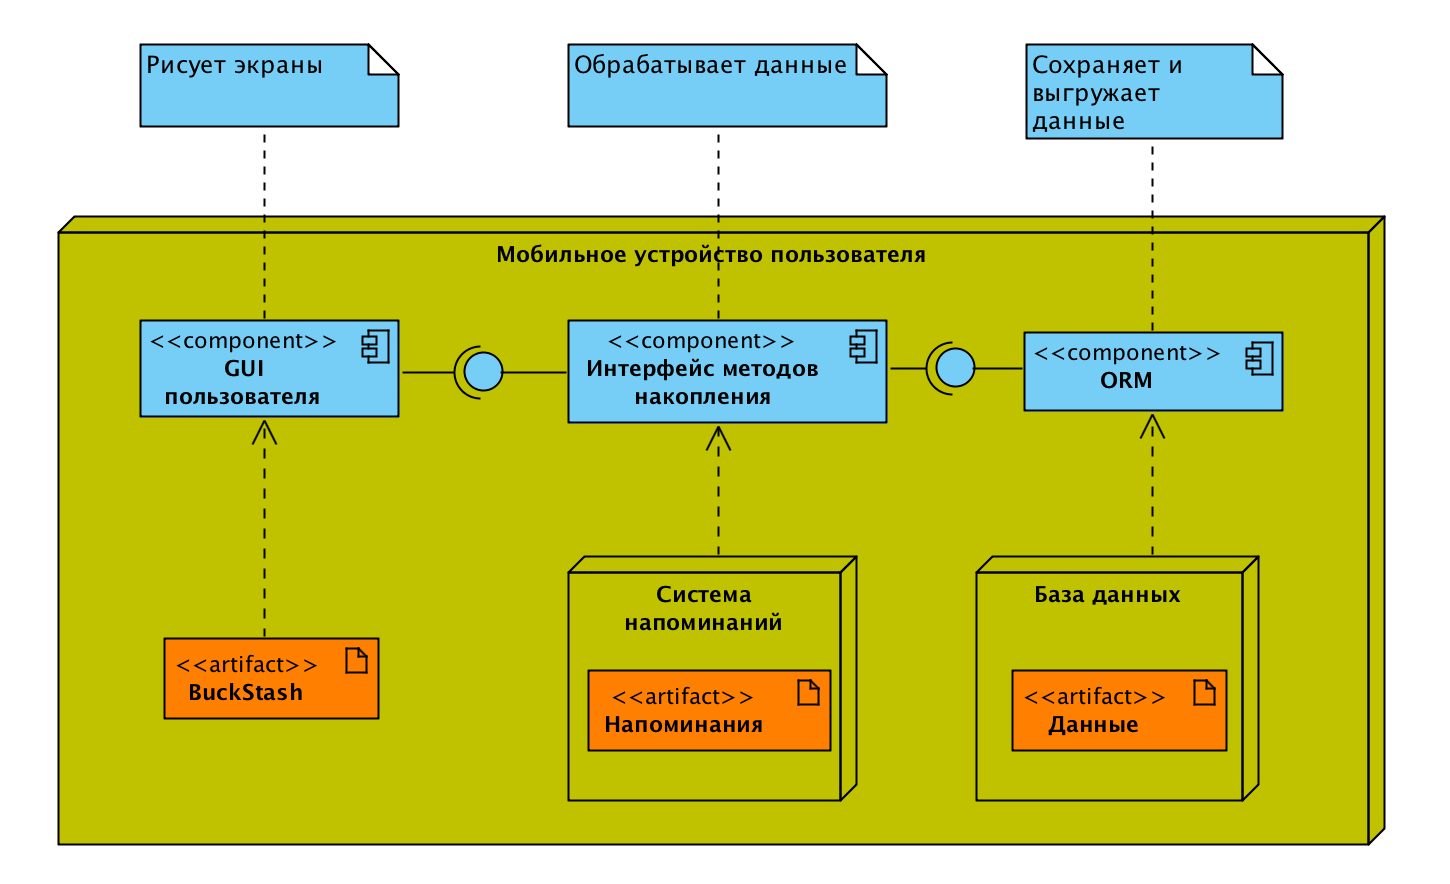 Рисует экраны
Обрабатывает данные
Сохраняет и
выгружает
данные
Мобильное устройство пользователя
<<component>>
GUI
пользователя
<<component>>
Интерфейс методов
накопления
<<component>>
ORM
<<artifact>>
BuckStash
Система
напоминаний
<<artifact>>
Напоминания
База данных
<<artifact>>
Данные